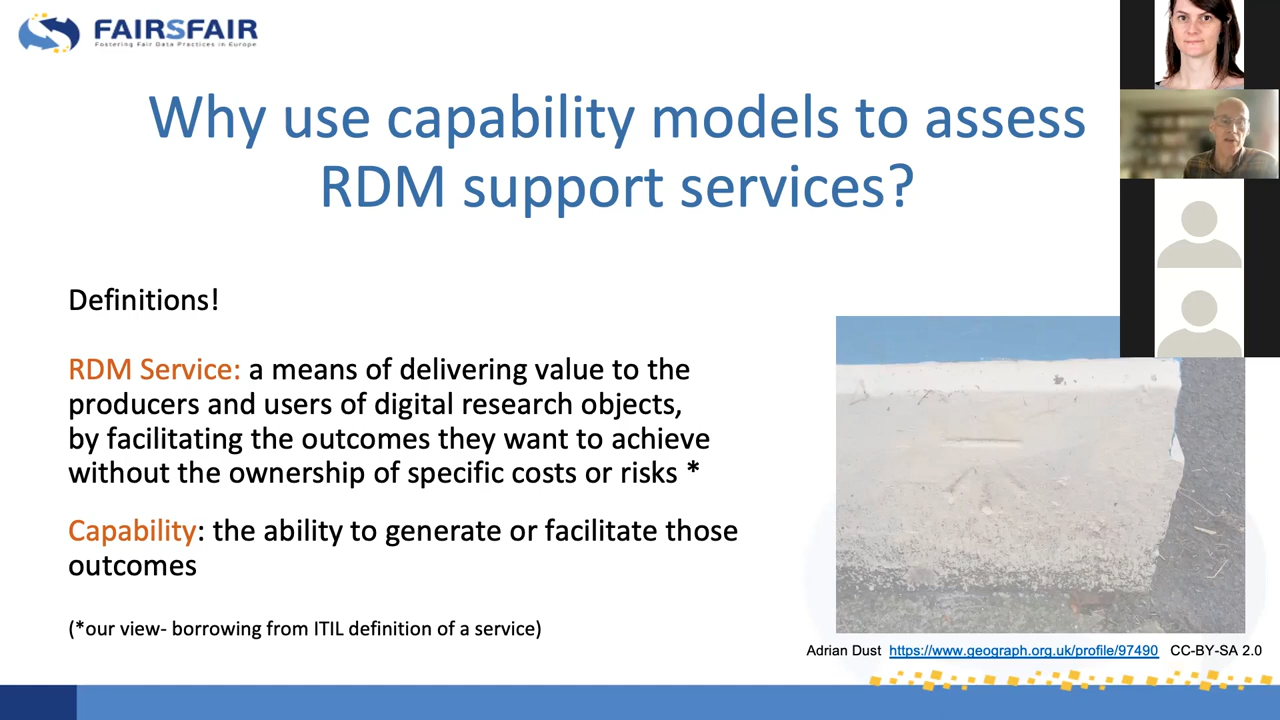 FAIRSFAIR
Fostering Fair Data Practices in Europe
Why use capability models to assess
RDM support services?
Definitions!
RDM Service: a means of delivering value to the
producers and users of digital research objects,
by facilitating the outcomes they want to achieve
without the ownership of specific costs or risks *
Capability: the ability to generate or facilitate those
outcomes
(*our view- borrowing from ITIL definition of a service)
Adrian Dust https://www.geograph.org.uk/profile/97490 CC-BY-SA 2.0